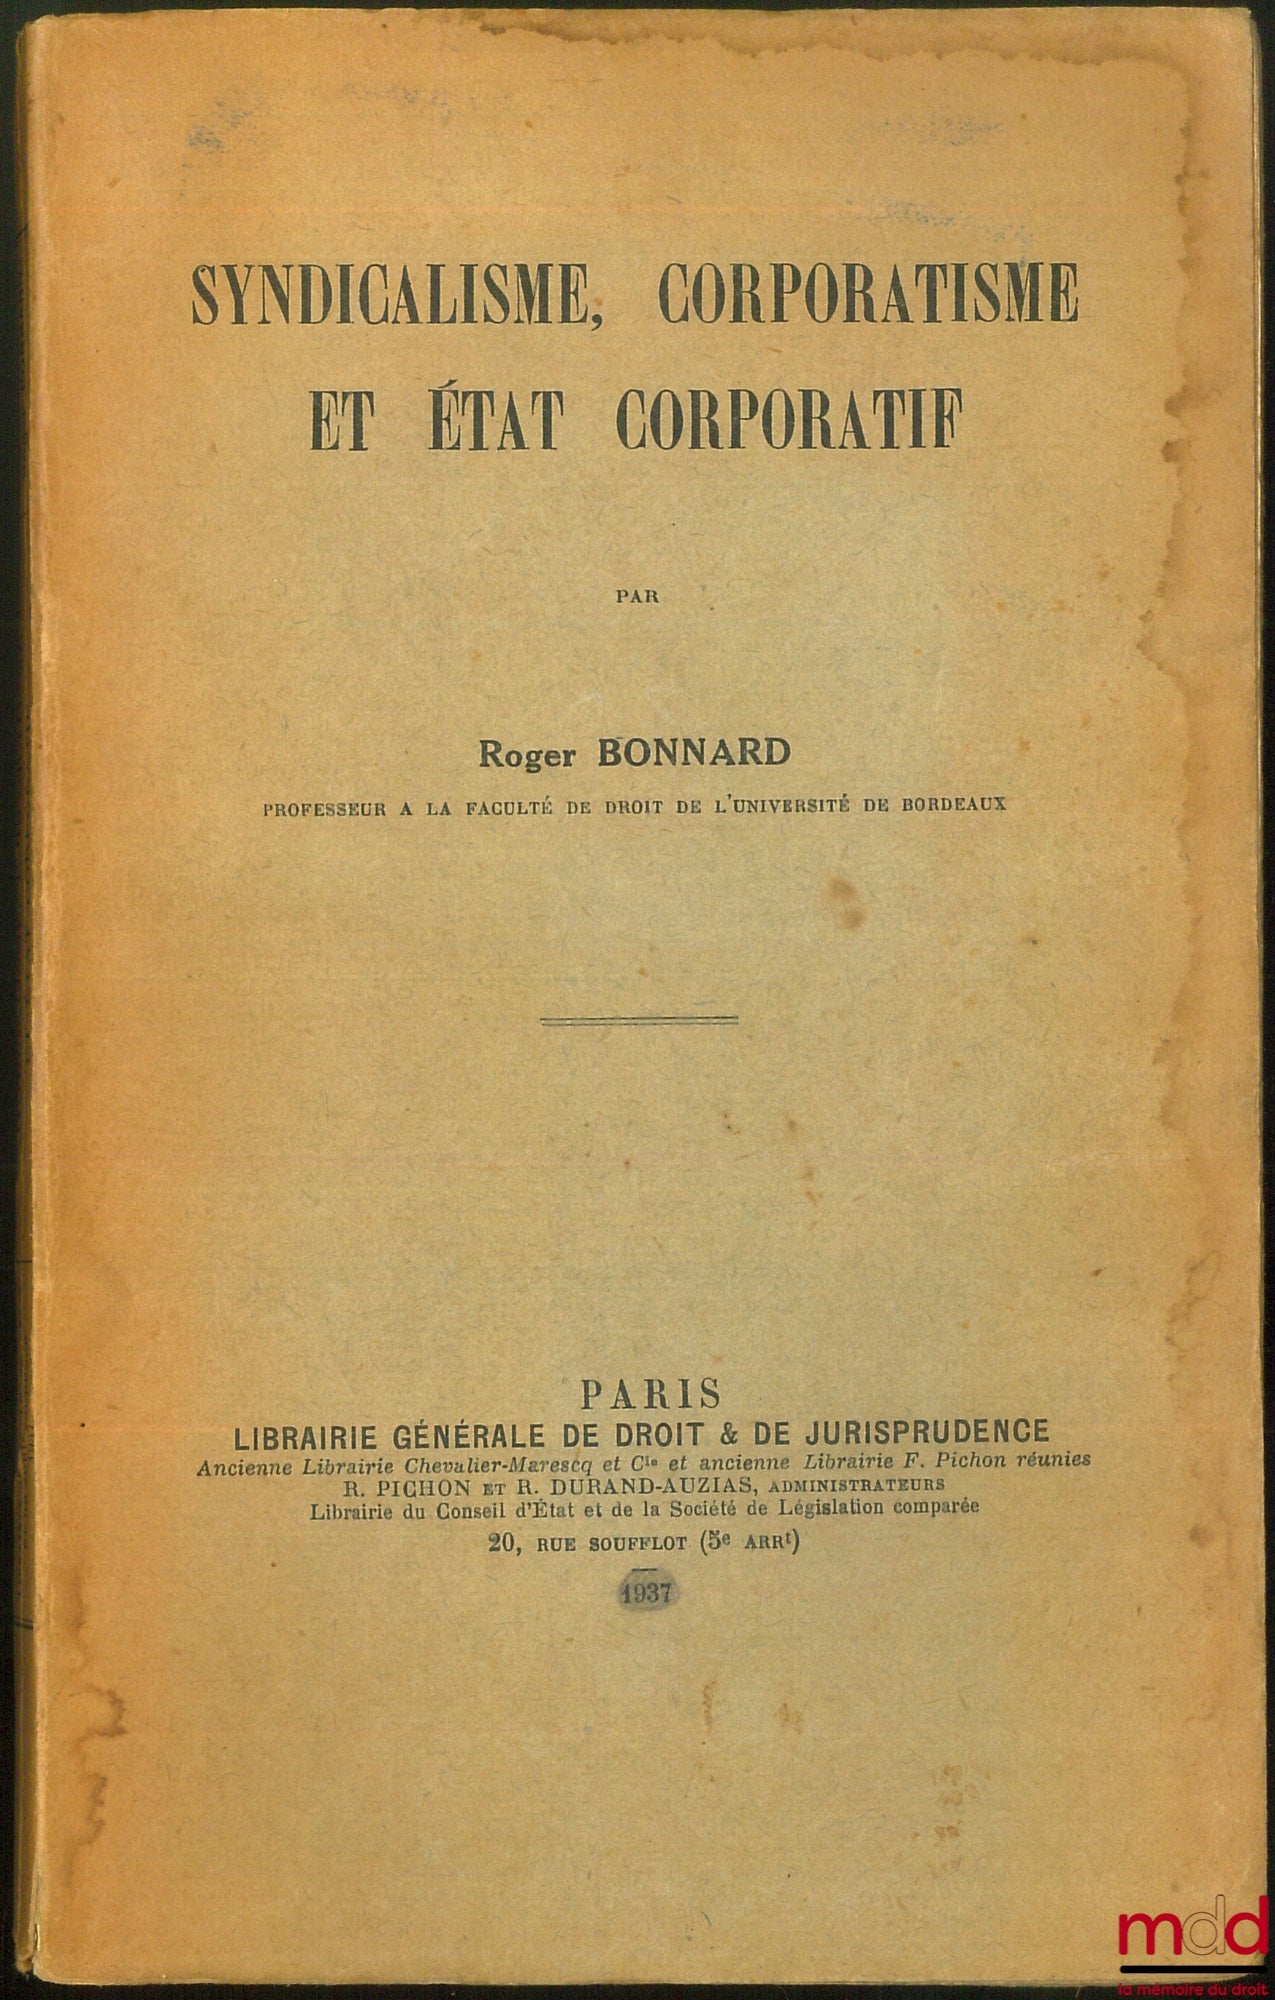 SYNDICALISME, CORPORATISME
ET ÉTAT CORPORATIF
PAR
Roger BONNARD
PROFESSEUR A LA FACULTÉ DE DROIT DE L'UNIVERSITÉ DE BORDEAUX
PARIS
LIBRAIRIE GÉNÉRALE DE DROIT & DE JURISPRUDENCE
Ancienne Librairie Chevalier-Marescq et Cie et ancienne Librairie F. Pichon réunies
R. PICHON ET R. DURAND-AUZIAS, ADMINISTRATEURS
Librairie du Conseil d'État et de la Société de Législation comparée
20, RUE SOUFFLOT (5e ARRt)
1937
mdd
la mémoire du droit